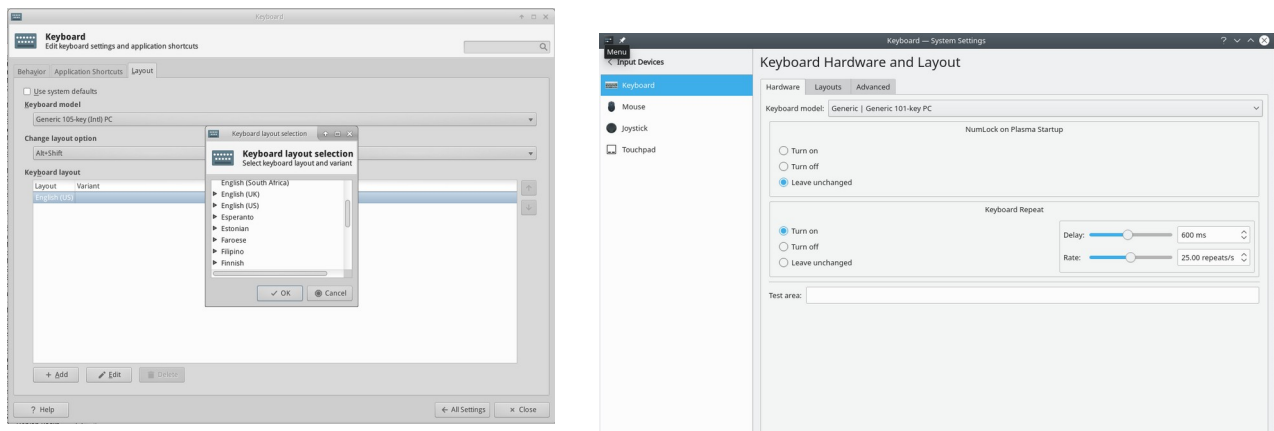 Keyboard
Keyboard
Edit keyboard settings and application shortcuts
Behavior Application Shortcuts Layout
Use system defaults
Keyboard model
Generic 105-key (Intl) PC
Change layout option
Alt+Shift
Keyboard layout
Layout Variant
English (US)
Keyboard layout selection
Keyboard layout selection
Select keyboard layout and variant
English (South Africa)
English (UK)
English (US)
Esperanto
Estonian
Faroese
Filipino
Finnish
OK Cancel
Add Edit Delete
? Help All Settings Close
Keyboard — System Settings
Menu
Input Devices
Keyboard
Mouse
Joystick
Touchpad
Keyboard Hardware and Layout
Hardware Layouts Advanced
Keyboard model: Generic | Generic 101-key PC
NumLock on Plasma Startup
Turn on
Turn off
Leave unchanged
Keyboard Repeat
Turn on
Turn off
Leave unchanged
Delay: 600 ms
Rate: 25.00 repeats/s
Test area: